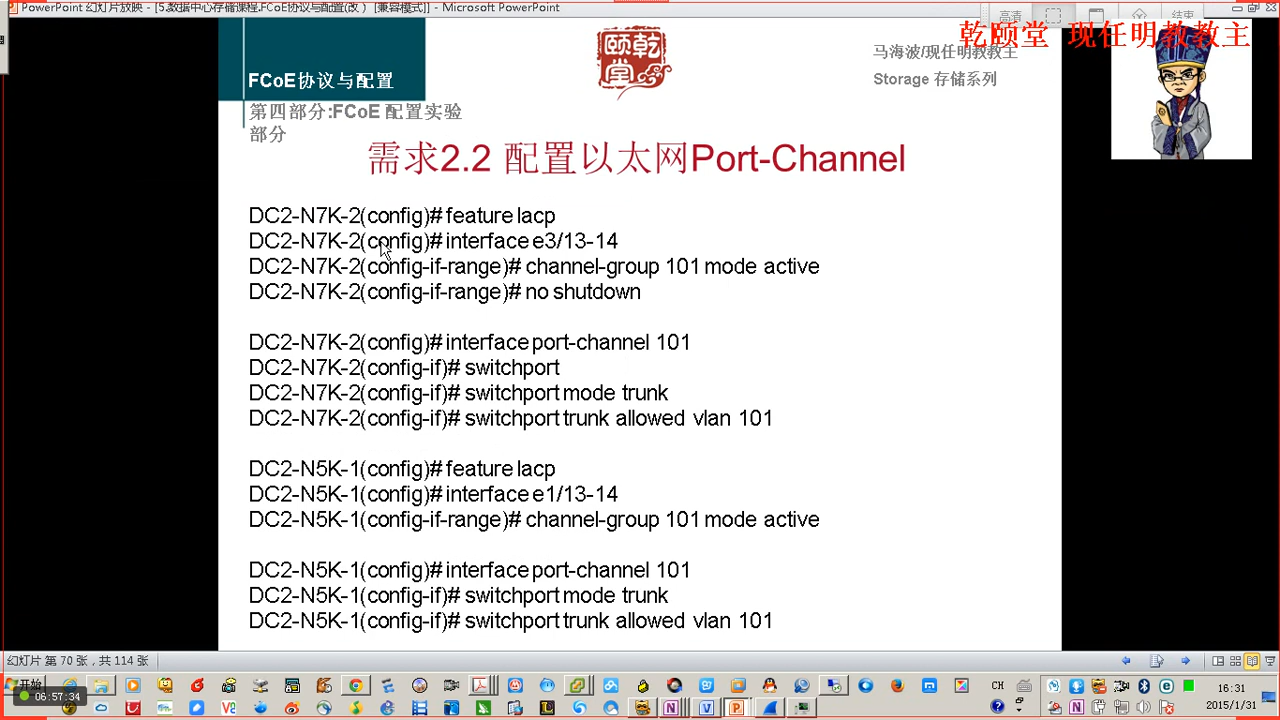 PowerPoint 幻灯片放映 - [5.数据中心存储课程.FCoE协议与配置(改) [兼容模式]] - Microsoft PowerPoint
高清
结束
乾颐堂 现任明教教主
FCoE协议与配置
乾颐堂
马海波/现任明教教主
Storage 存储系列
第四部分:FCoE 配置实验
部分
需求2.2 配置以太网Port-Channel
DC2-N7K-2(config)# feature lacp
DC2-N7K-2(config)# interface e3/13-14
DC2-N7K-2(config-if-range)# channel-group 101 mode active
DC2-N7K-2(config-if-range)# no shutdown
DC2-N7K-2(config)# interface port-channel 101
DC2-N7K-2(config-if)# switchport
DC2-N7K-2(config-if)# switchport mode trunk
DC2-N7K-2(config-if)# switchport trunk allowed vlan 101
DC2-N5K-1(config)# feature lacp
DC2-N5K-1(config)# interface e1/13-14
DC2-N5K-1(config-if-range)# channel-group 101 mode active
DC2-N5K-1(config)# interface port-channel 101
DC2-N5K-1(config-if)# switchport mode trunk
DC2-N5K-1(config-if)# switchport trunk allowed vlan 101
幻灯片 第 70 张，共 114 张
开始
CH
16:31
06:57:34
2015/1/31